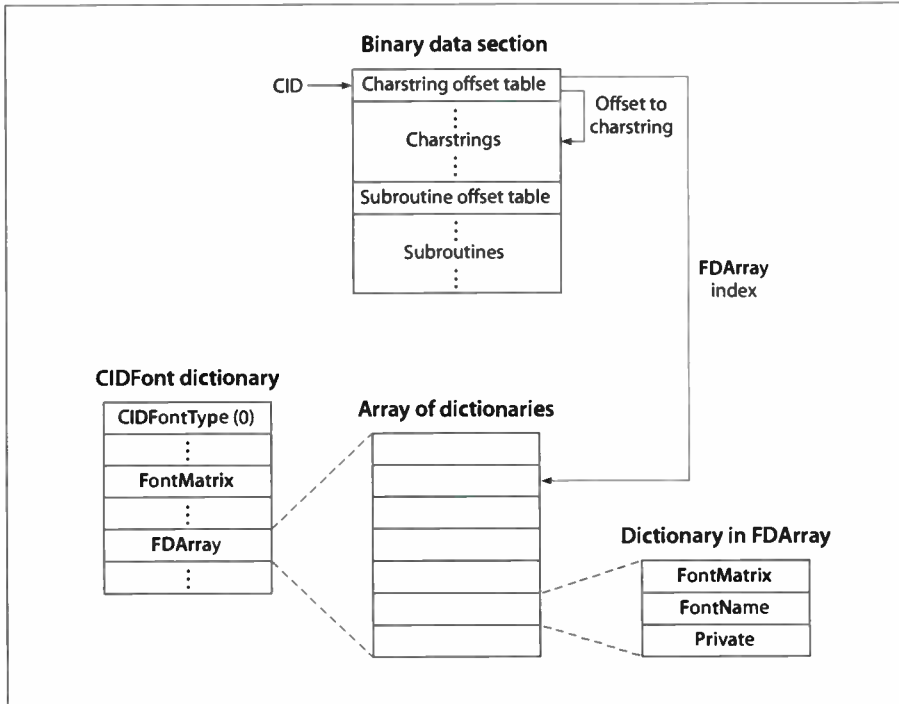 Binary data section
CID
Charstring offset table
Offset to
charstring
Charstrings
Subroutine offset table
Subroutines
FDArray
index
CIDFont dictionary
CIDFontType (0)
FontMatrix
FDArray
Array of dictionaries
Dictionary in FDArray
FontMatrix
FontName
Private